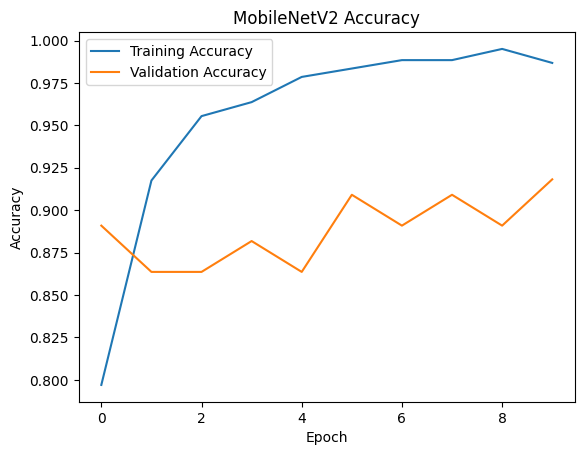 MobileNetV2 Accuracy
Training Accuracy
Validation Accuracy
1.000
0.975
0.950
0.925
0.900
0.875
0.850
0.825
0.800
Accuracy
0 2 4 6 8
Epoch